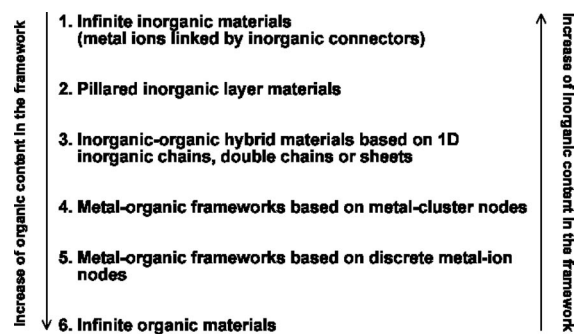 Increase of organic content in the framework
1. Infinite inorganic materials
(metal ions linked by inorganic connectors)
2. Pillared inorganic layer materials
3. Inorganic-organic hybrid materials based on 1D
inorganic chains, double chains or sheets
4. Metal-organic frameworks based on metal-cluster nodes
5. Metal-organic frameworks based on discrete metal-ion
nodes
6. Infinite organic materials
Increase of inorganic content in the framework